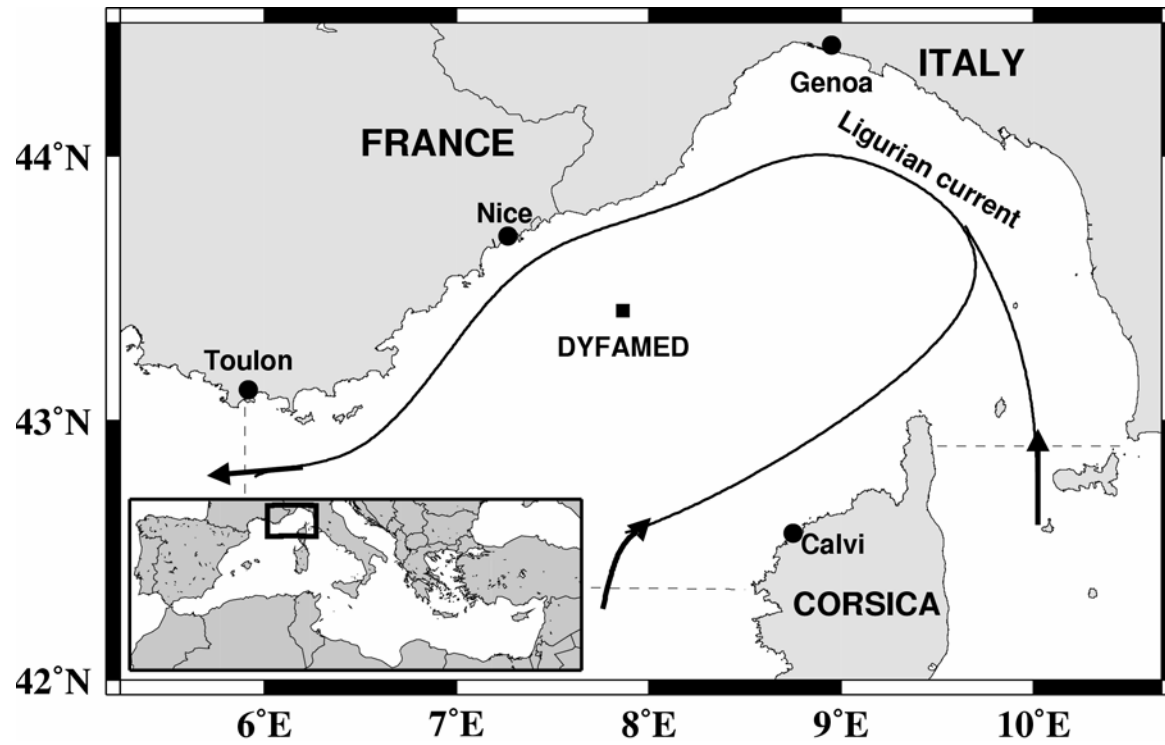 ITALY
Genoa
FRANCE
Ligurian current
44°N
Nice
DYFAMED
Toulon
43°N
Calvi
CORSICA
42°N
6°E 7°E 8°E 9°E 10°E